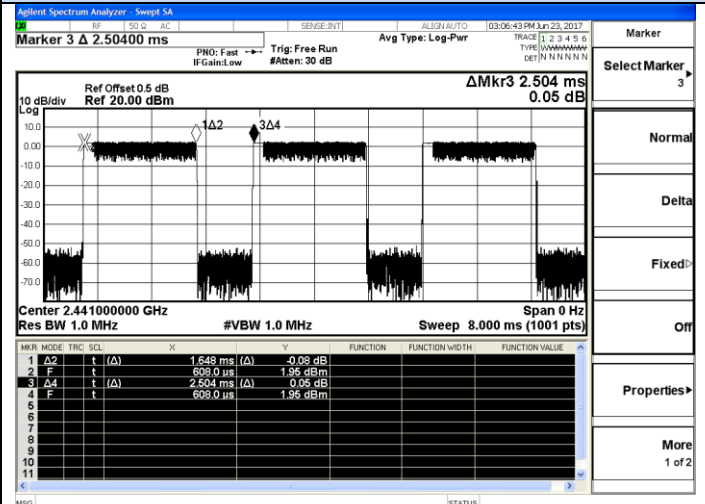 Agilent Spectrum Analyzer - Swept SA
RF 50 Ω AC SENSE:INT ALIGN AUTO 03:06:43 PM Jun 23, 2017
Marker 3 Δ 2.50400 ms
PNO: Fast
IFGain:Low
Trig: Free Run
#Atten: 30 dB
Avg Type: Log-Pwr
TRACE 1 2 3 4 5 6
TYPE WWWWWW
DET N N N N N N
Ref Offset 0.5 dB
Ref 20.00 dBm
10 dB/div
Log
ΔMkr3 2.504 ms
0.05 dB
10.0
0.00
-10.0
-20.0
-30.0
-40.0
-50.0
-60.0
-70.0
1Δ2
3Δ4
Center 2.441000000 GHz Span 0 Hz
Res BW 1.0 MHz #VBW 1.0 MHz Sweep 8.000 ms (1001 pts)
MKR MODE TRC SCL X Y FUNCTION FUNCTION WIDTH FUNCTION VALUE
1 Δ2 t (Δ) 1.648 ms (Δ) -0.08 dB
2 F t 608.0 µs 1.95 dBm
3 Δ4 t (Δ) 2.504 ms (Δ) 0.05 dB
4 F t 608.0 µs 1.95 dBm
5
6
7
8
9
10
11
MSG STATUS
Marker
Select Marker
3
Normal
Delta
Fixed
Off
Properties
More
1 of 2